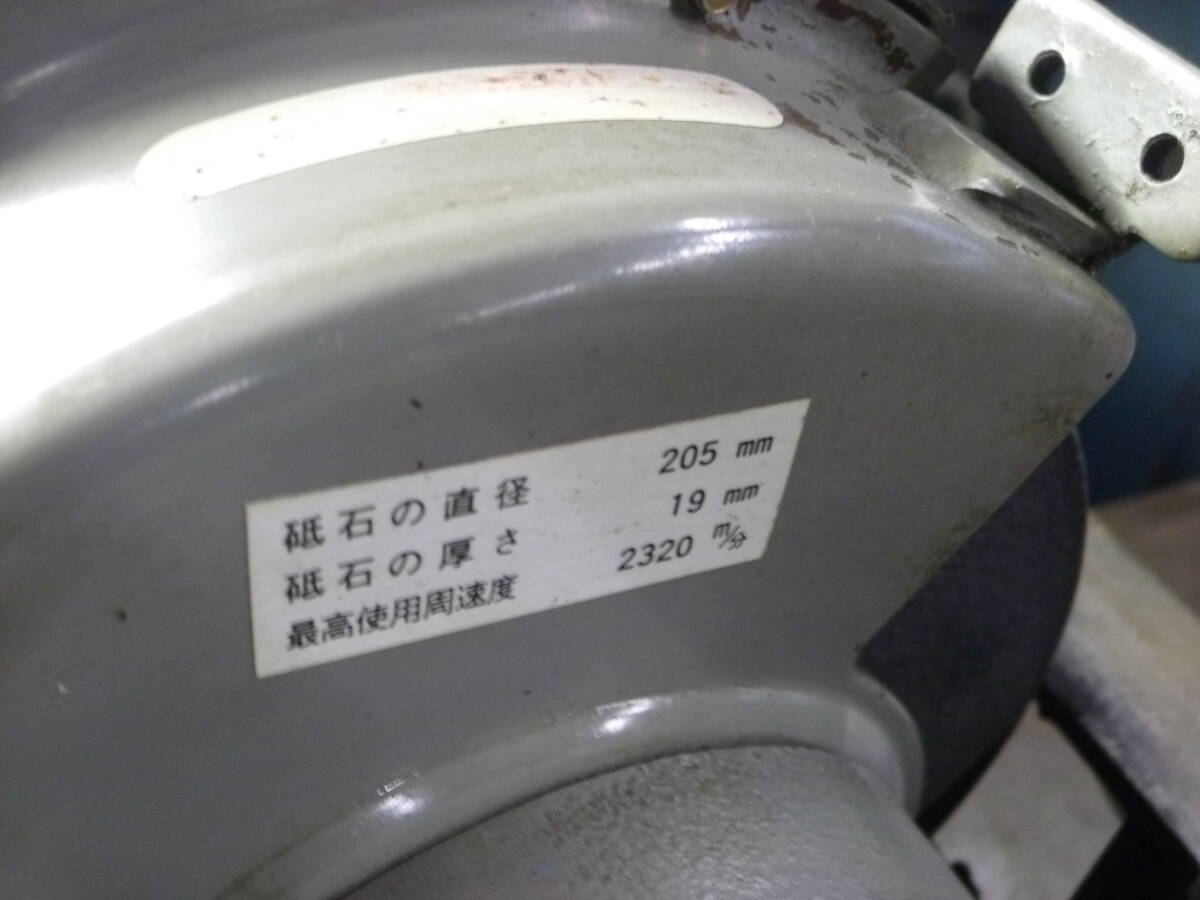 砥石の直径 205 mm
砥石の厚さ 19 mm
最高使用周速度 2320 m/分